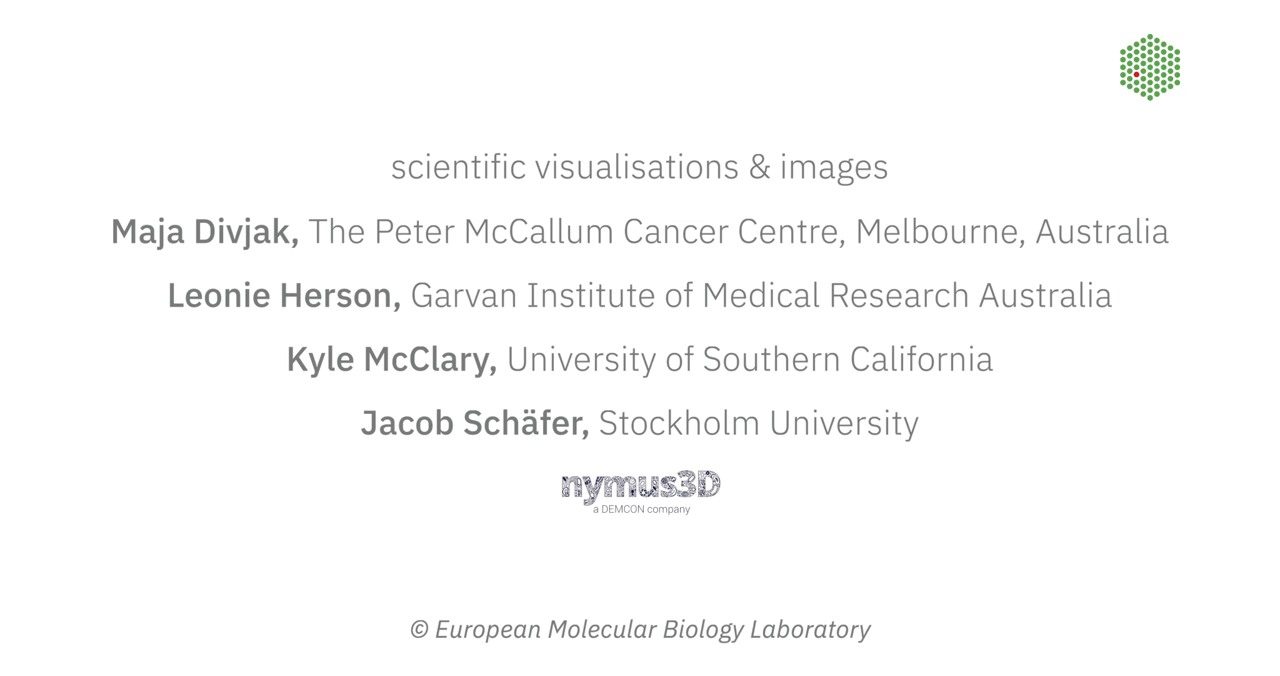 scientific visualisations & images
Maja Divjak, The Peter McCallum Cancer Centre, Melbourne, Australia
Leonie Herson, Garvan Institute of Medical Research Australia
Kyle McClary, University of Southern California
Jacob Schäfer, Stockholm University
nymus3D
a DEMCON company
© European Molecular Biology Laboratory